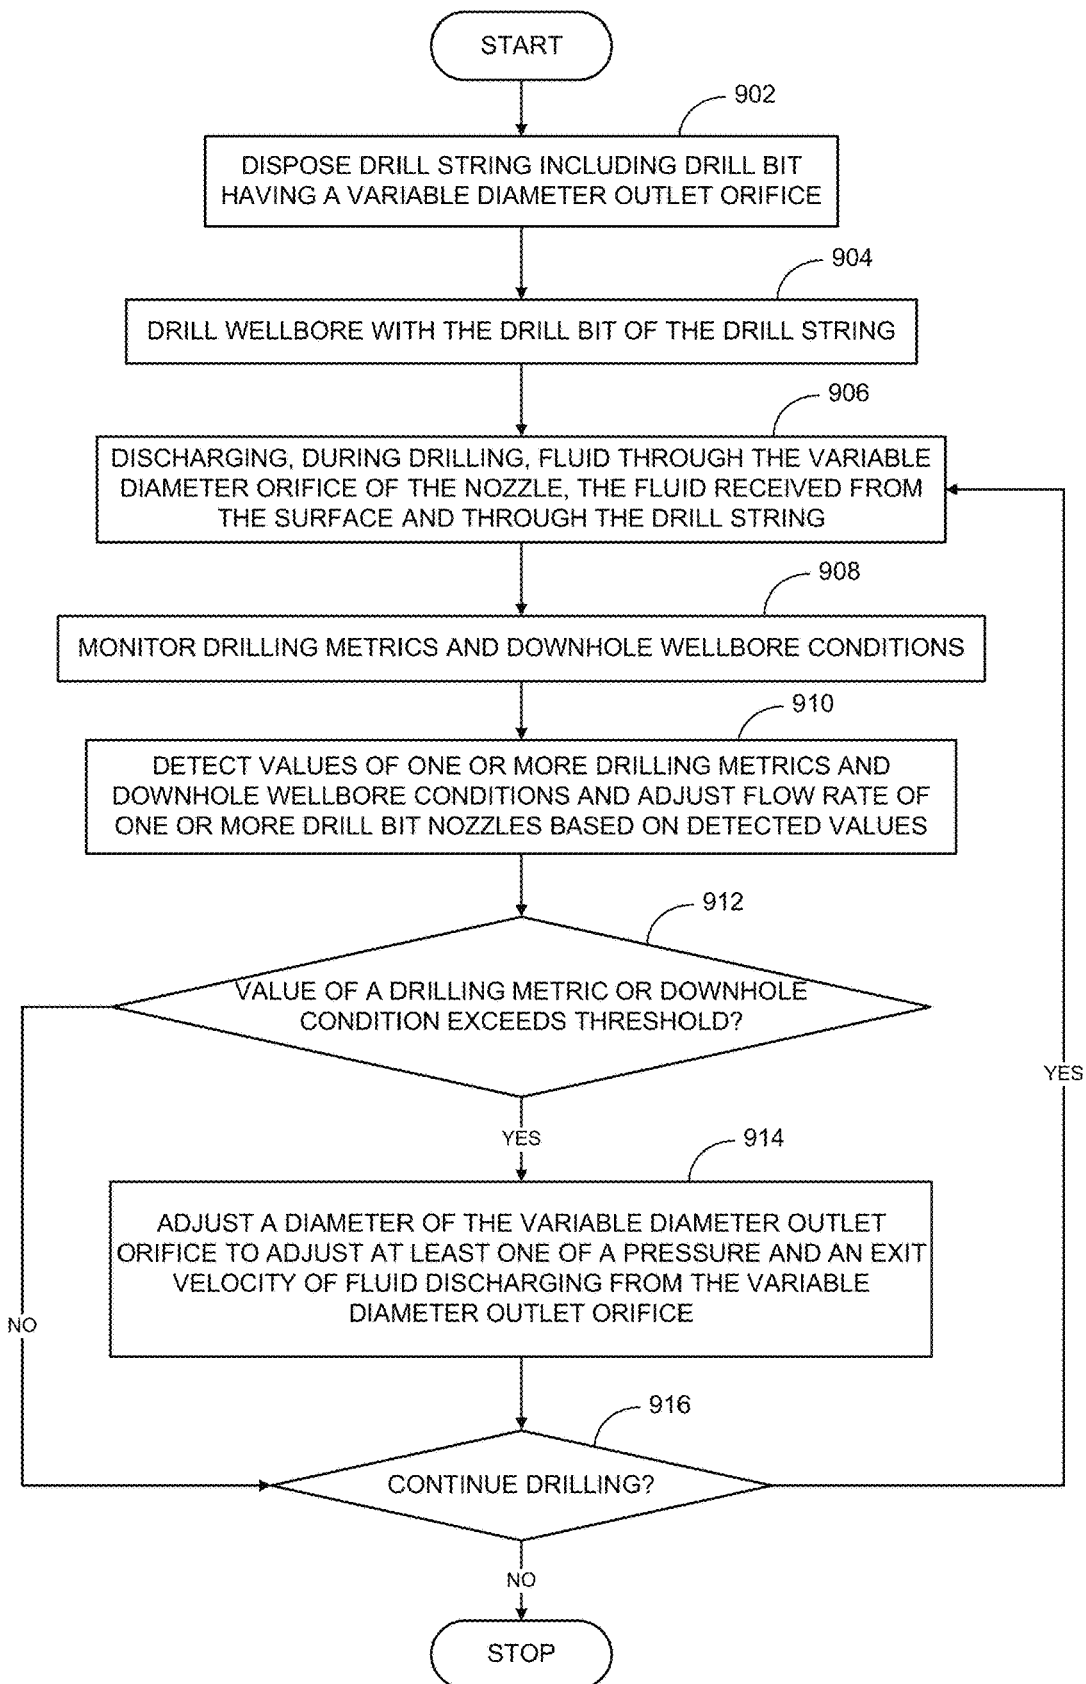 START
902
DISPOSE DRILL STRING INCLUDING DRILL BIT
HAVING A VARIABLE DIAMETER OUTLET ORIFICE
904
DRILL WELLBORE WITH THE DRILL BIT OF THE DRILL STRING
906
DISCHARGING, DURING DRILLING, FLUID THROUGH THE VARIABLE
DIAMETER ORIFICE OF THE NOZZLE, THE FLUID RECEIVED FROM
THE SURFACE AND THROUGH THE DRILL STRING
908
MONITOR DRILLING METRICS AND DOWNHOLE WELLBORE CONDITIONS
910
DETECT VALUES OF ONE OR MORE DRILLING METRICS AND
DOWNHOLE WELLBORE CONDITIONS AND ADJUST FLOW RATE OF
ONE OR MORE DRILL BIT NOZZLES BASED ON DETECTED VALUES
912
VALUE OF A DRILLING METRIC OR DOWNHOLE
CONDITION EXCEEDS THRESHOLD?
YES
YES
914
ADJUST A DIAMETER OF THE VARIABLE DIAMETER OUTLET
ORIFICE TO ADJUST AT LEAST ONE OF A PRESSURE AND AN EXIT
VELOCITY OF FLUID DISCHARGING FROM THE VARIABLE
DIAMETER OUTLET ORIFICE
NO
916
CONTINUE DRILLING?
NO
STOP